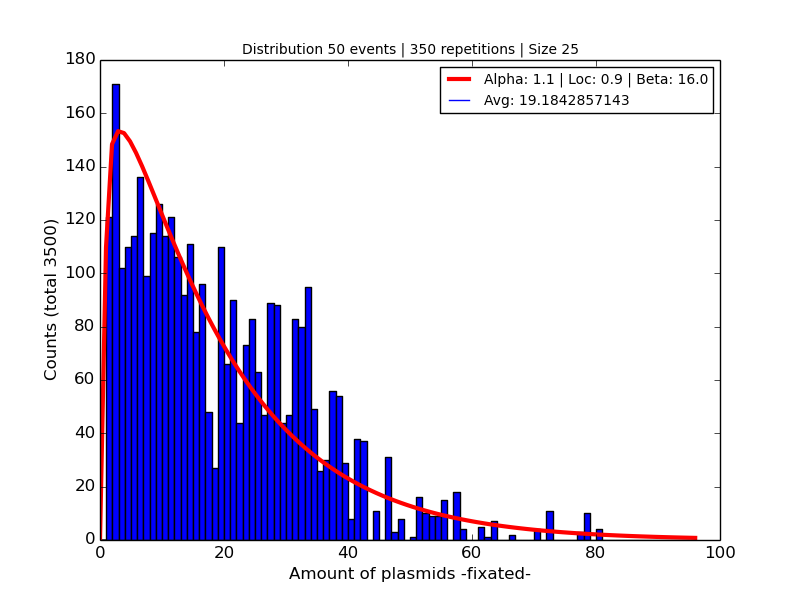 Distribution 50 events | 350 repetitions | Size 25
Alpha: 1.1 | Loc: 0.9 | Beta: 16.0
Avg: 19.1842857143
180
160
140
120
100
80
60
40
20
0
Counts (total 3500)
0 20 40 60 80 100
Amount of plasmids -fixated-